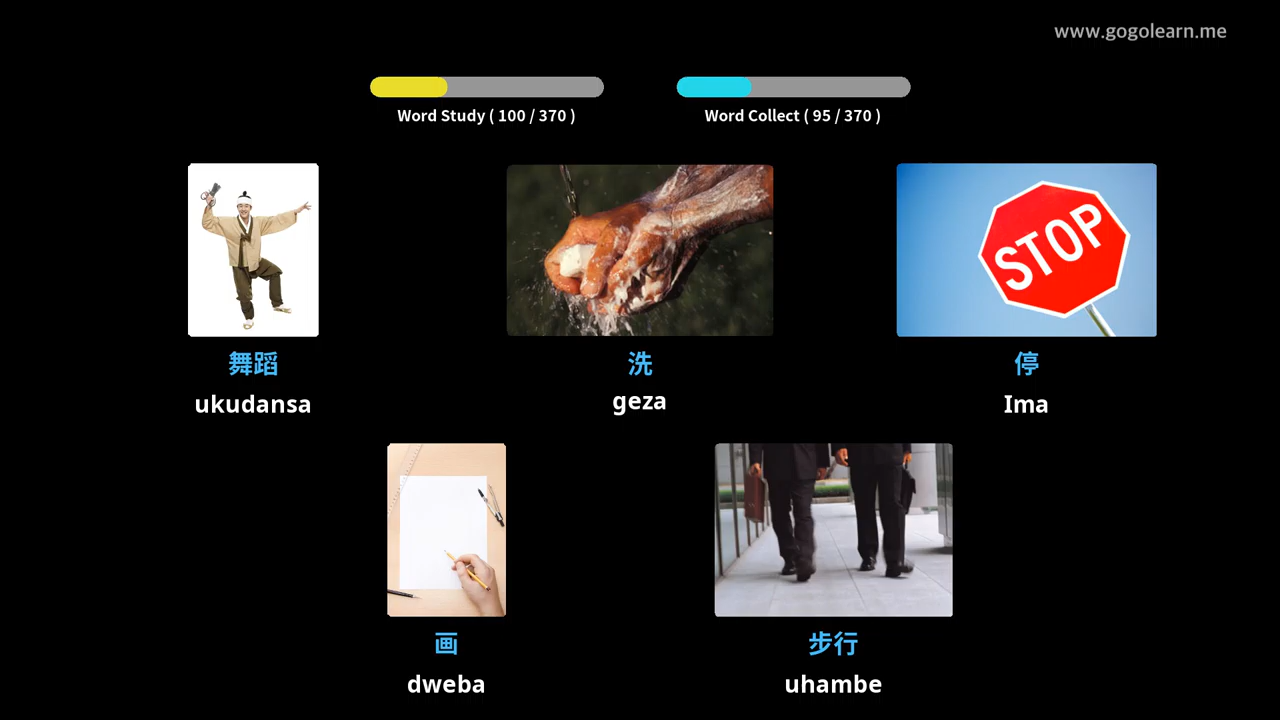 www.gogolearn.me
Word Study ( 100 / 370 )
Word Collect ( 95 / 370 )
STOP
舞蹈
洗
停
ukudansa
geza
Ima
画
步行
dweba
uhambe